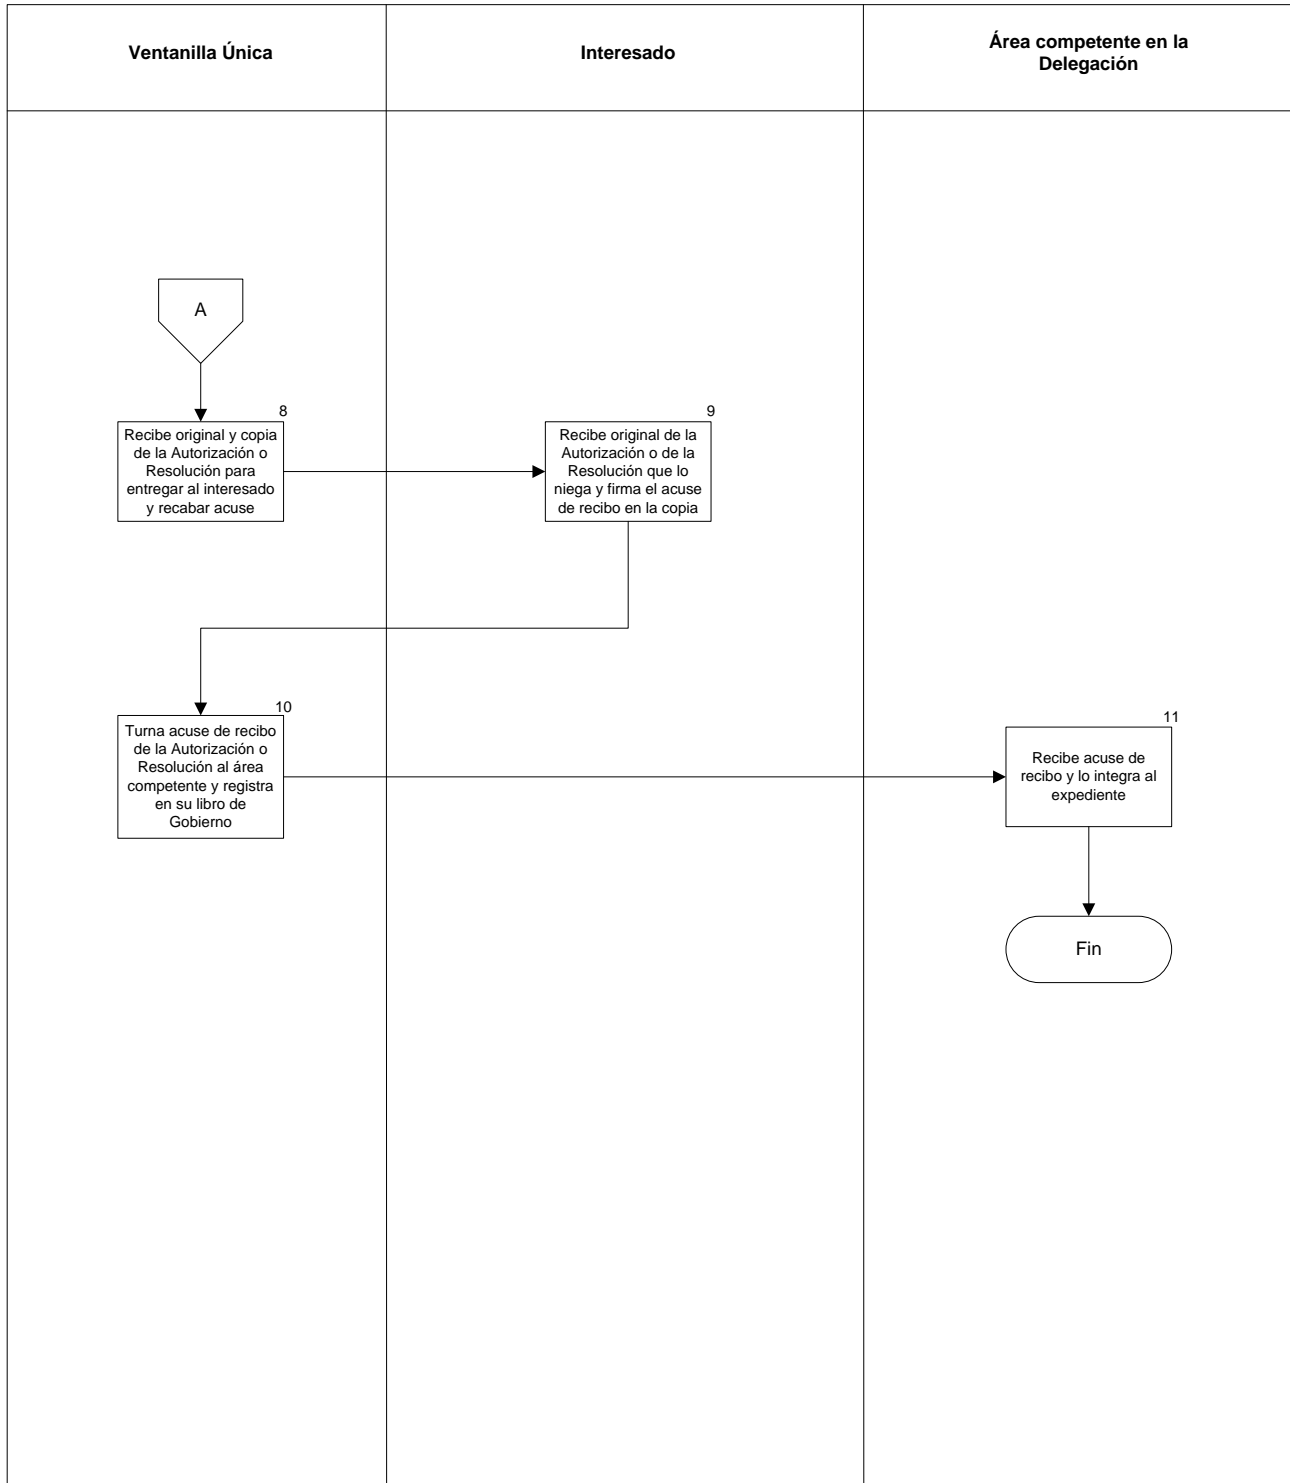 Ventanilla Única
Interesado
Área competente en la
Delegación
A
8
Recibe original y copia
de la Autorización o
Resolución para
entregar al interesado
y recabar acuse
9
Recibe original de la
Autorización o de la
Resolución que lo
niega y firma el acuse
de recibo en la copia
10
Turna acuse de recibo
de la Autorización o
Resolución al área
competente y registra
en su libro de
Gobierno
11
Recibe acuse de
recibo y lo integra al
expediente
Fin